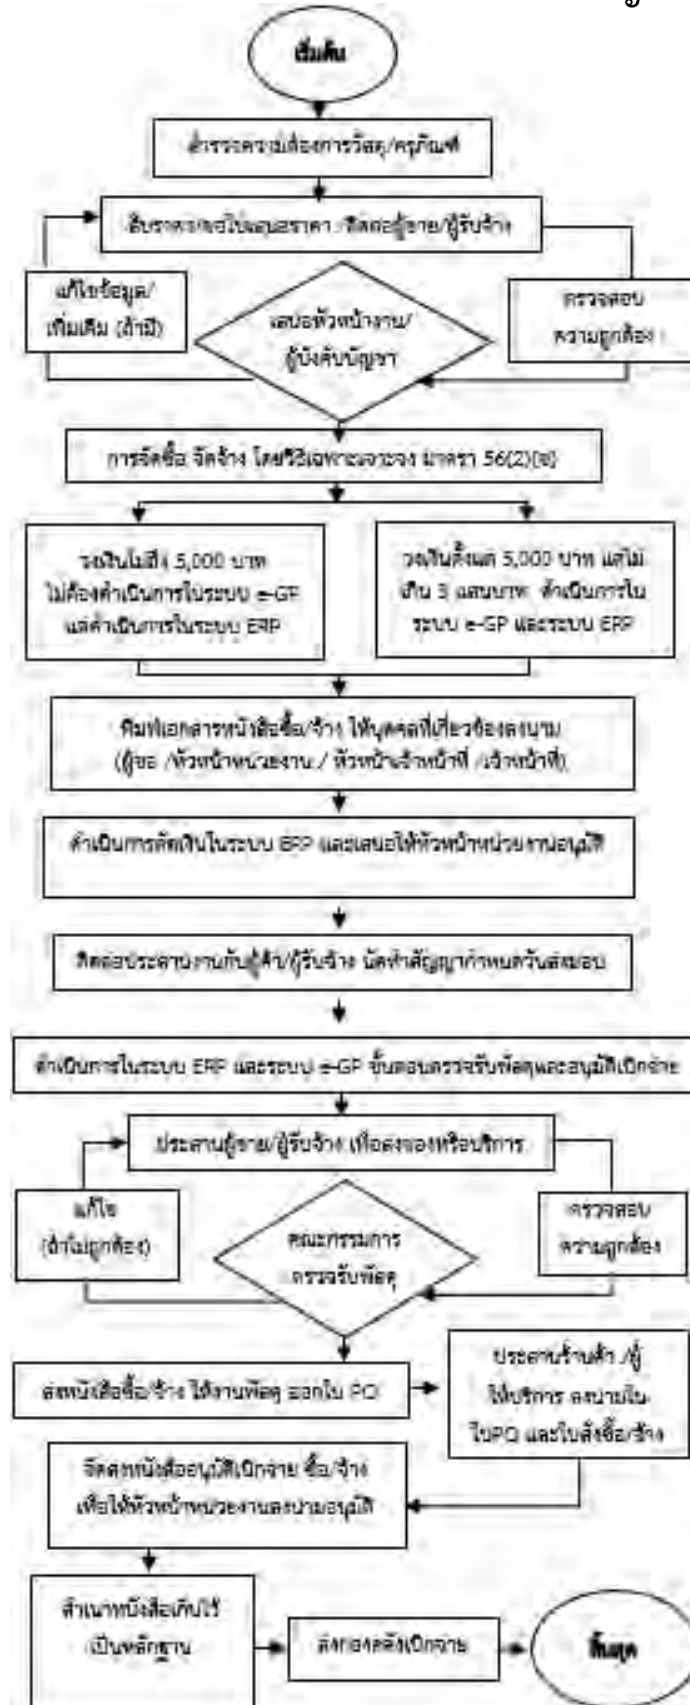 เริ่มต้น
สำรวจความต้องการวัสดุ/ครุภัณฑ์
สืบราคา/ขอใบเสนอราคา /ติดต่อผู้ขาย/ผู้รับจ้าง
แก้ไขข้อมูล/
เพิ่มเติม (ถ้ามี)
เสนอหัวหน้างาน/
ผู้บังคับบัญชา
ตรวจสอบ
ความถูกต้อง
การจัดซื้อ จัดจ้าง โดยวิธีเฉพาะเจาะจง มาตรา 56(2)(ข)
วงเงินไม่ถึง 5,000 บาท
ไม่ต้องดำเนินการในระบบ e-GP
แต่ดำเนินการในระบบ ERP
วงเงินตั้งแต่ 5,000 บาท แต่ไม่
เกิน 3 แสนบาท ดำเนินการใน
ระบบ e-GP และระบบ ERP
พิมพ์เอกสารหนังสือซื้อ/จ้าง ให้บุคคลที่เกี่ยวข้องลงนาม
(ผู้ขอ /หัวหน้าหน่วยงาน / หัวหน้าเจ้าหน้าที่ /เจ้าหน้าที่)
ดำเนินการตัดเงินในระบบ ERP และเสนอให้หัวหน้าหน่วยงานอนุมัติ
ติดต่อประสานงานกับผู้ค้า/ผู้รับจ้าง นัดทำสัญญากำหนดวันส่งมอบ
ดำเนินการในระบบ ERP และระบบ e-GP ขั้นตอนตรวจรับพัสดุและอนุมัติเบิกจ่าย
ประสานผู้ขาย/ผู้รับจ้าง เพื่อส่งของหรือบริการ
แก้ไข
(ถ้าไม่ถูกต้อง)
คณะกรรมการ
ตรวจรับพัสดุ
ตรวจสอบ
ความถูกต้อง
ส่งหนังสือซื้อ/จ้าง ให้งานพัสดุ ออกใบ PO
ประสานร้านค้า /ผู้
ให้บริการ ลงนามใน
ใบPO และใบสั่งซื้อ/จ้าง
จัดส่งหนังสืออนุมัติเบิกจ่าย ซื้อ/จ้าง
เพื่อให้หัวหน้าหน่วยงานลงนามอนุมัติ
สำเนาหนังสือเก็บไว้
เป็นหลักฐาน
ส่งกองคลังเบิกจ่าย
สิ้นสุด